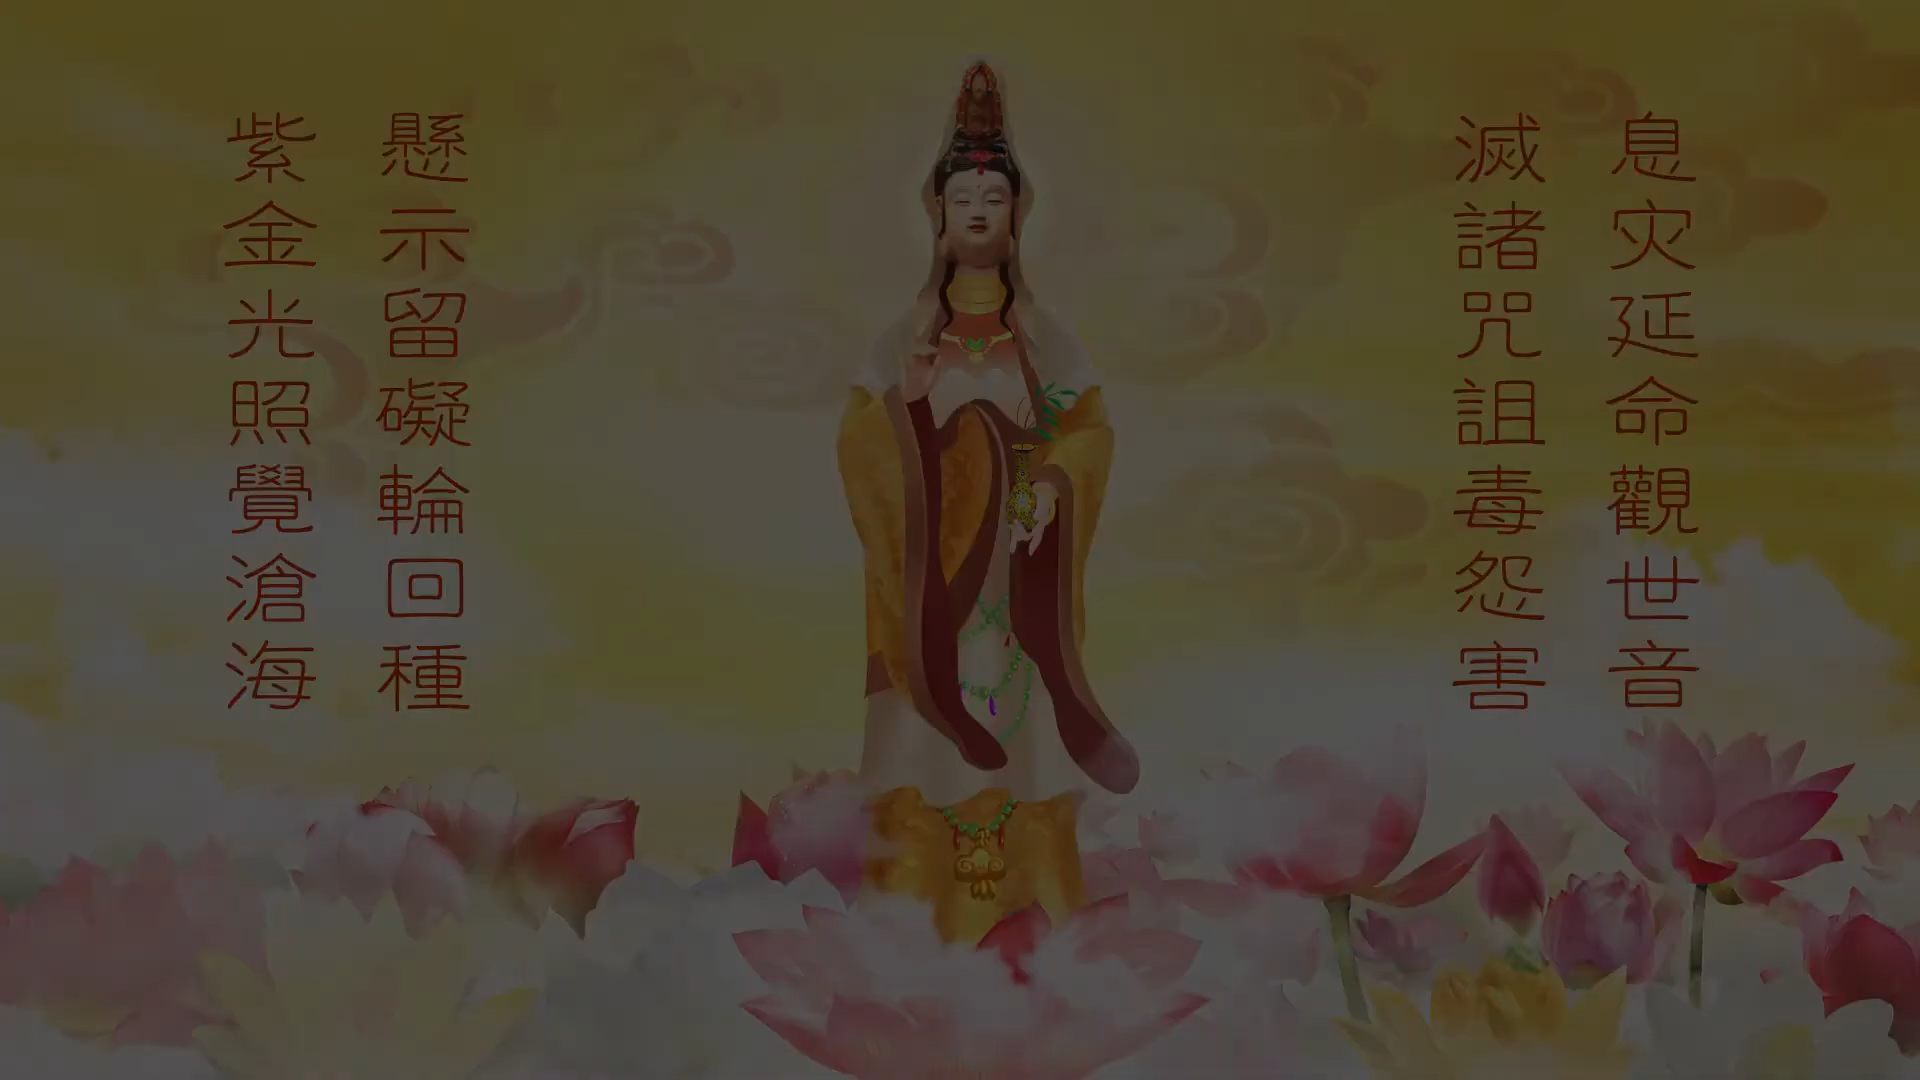 息灾延命觀世音
滅諸咒詛毒怨害
懸示留礙輪回種
紫金光照覺滄海